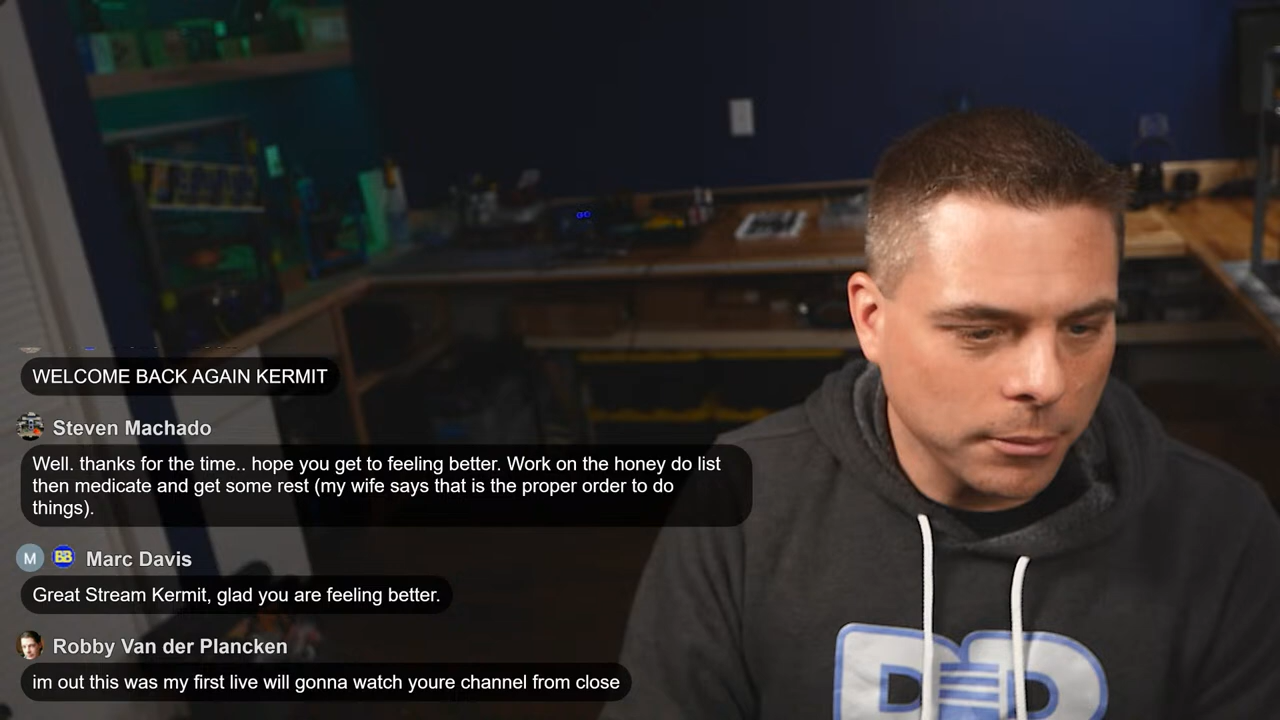 WELCOME BACK AGAIN KERMIT
Steven Machado
Well. thanks for the time.. hope you get to feeling better. Work on the honey do list
then medicate and get some rest (my wife says that is the proper order to do
things).
M BB Marc Davis
Great Stream Kermit, glad you are feeling better.
Robby Van der Plancken
im out this was my first live will gonna watch youre channel from close